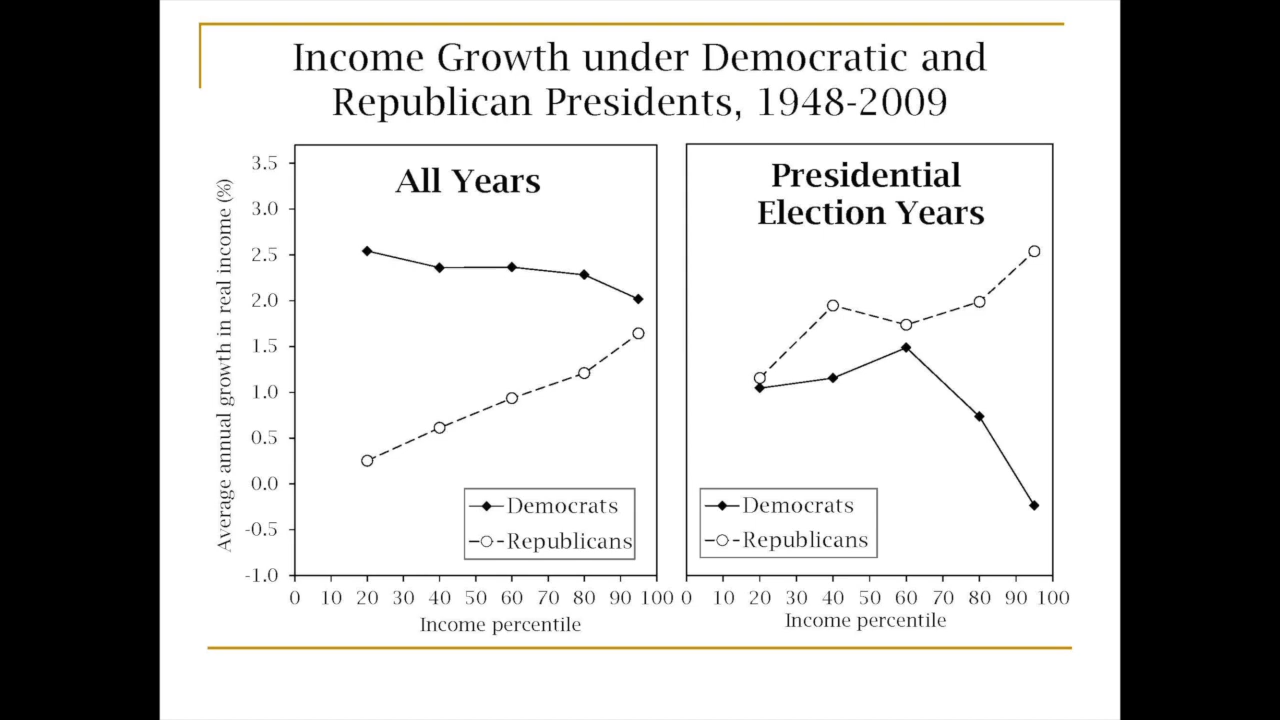 Income Growth under Democratic and
Republican Presidents, 1948-2009
All Years
Average annual growth in real income (%)
3.5
3.0
2.5
2.0
1.5
1.0
0.5
0.0
-0.5
-1.0
Democrats
Republicans
0 10 20 30 40 50 60 70 80 90 100
Income percentile
Presidential
Election Years
Democrats
Republicans
0 10 20 30 40 50 60 70 80 90 100
Income percentile